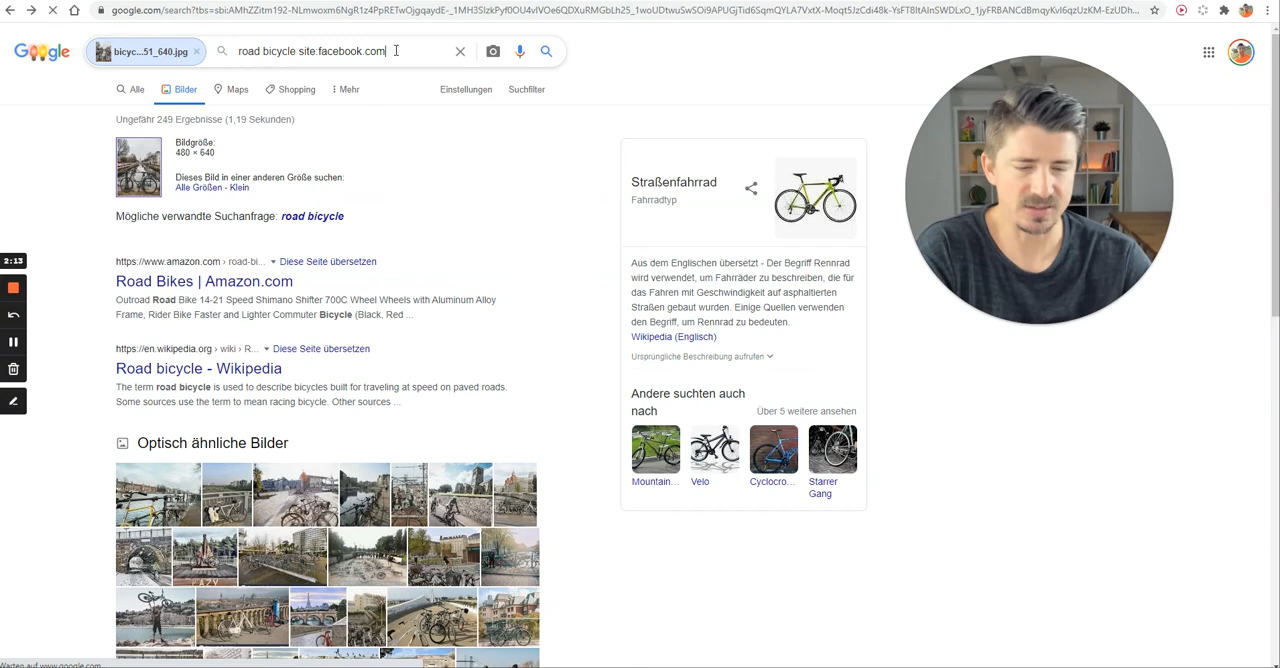 google.com/search?tbs=sbi:AMhZZitm192-NLmwoxm6NgR1z4PpRETwOjgqaydE-_1MH3SIzkPyf0OU4vIVOe6QDXuRMGbLh25_1woUDtwuSwSOi9APUGjTid6SqmQYLA7VxtX-Moqt5JzCdi48k-YsFT8ItAInSWDLxO_1jyFRBANCdBmqyKvI6qzUzKM-EzUDh...
Google
bicyc...51_640.jpg ×
road bicycle site:facebook.com
Alle Bilder Maps Shopping Mehr Einstellungen Suchfilter
Ungefähr 249 Ergebnisse (1,19 Sekunden)
Bildgröße:
480 × 640
Dieses Bild in einer anderen Größe suchen:
Alle Größen - Klein
Mögliche verwandte Suchanfrage: road bicycle
https://www.amazon.com › road-bi... Diese Seite übersetzen
Road Bikes | Amazon.com
Outroad Road Bike 14-21 Speed Shimano Shifter 700C Wheel Wheels with Aluminum Alloy
Frame, Rider Bike Faster and Lighter Commuter Bicycle (Black, Red ...
https://en.wikipedia.org › wiki › R... Diese Seite übersetzen
Road bicycle - Wikipedia
The term road bicycle is used to describe bicycles built for traveling at speed on paved roads.
Some sources use the term to mean racing bicycle. Other sources ...
Optisch ähnliche Bilder
Straßenfahrrad
Fahrradtyp
Aus dem Englischen übersetzt - Der Begriff Rennrad
wird verwendet, um Fahrräder zu beschreiben, die für
das Fahren mit Geschwindigkeit auf asphaltierten
Straßen gebaut wurden. Einige Quellen verwenden
den Begriff, um Rennrad zu bedeuten.
Wikipedia (Englisch)
Ursprüngliche Beschreibung aufrufen
Andere suchten auch
nach
Über 5 weitere ansehen
Mountain... Velo Cyclocro... Starrer
Gang
2:13
Warten auf www.google.com